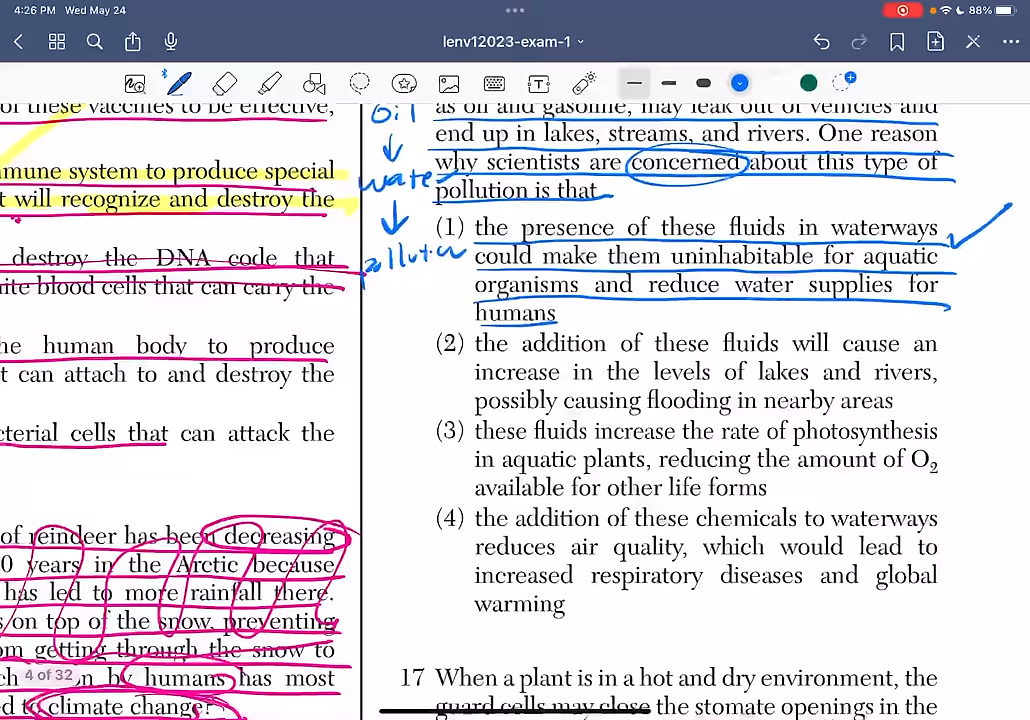 4:26 PM Wed May 24
88%
lenv12023-exam-1
of these vaccines to be effective,
mmune system to produce special
t will recognize and destroy the
destroy the DNA code that
ite blood cells that can carry the
he human body to produce
t can attach to and destroy the
cterial cells that can attack the
of reindeer has been decreasing
0 years in the Arctic because
has led to more rainfall there.
s on top of the snow, preventing
om getting through the snow to
ch n by humans has most
ed to climate change?
4 of 32
oil
water
pollution
as oil and gasoline, may leak out of vehicles and
end up in lakes, streams, and rivers. One reason
why scientists are concerned about this type of
pollution is that
(1) the presence of these fluids in waterways
could make them uninhabitable for aquatic
organisms and reduce water supplies for
humans
(2) the addition of these fluids will cause an
increase in the levels of lakes and rivers,
possibly causing flooding in nearby areas
(3) these fluids increase the rate of photosynthesis
in aquatic plants, reducing the amount of O₂
available for other life forms
(4) the addition of these chemicals to waterways
reduces air quality, which would lead to
increased respiratory diseases and global
warming
17 When a plant is in a hot and dry environment, the
guard cells may close the stomate openings in the